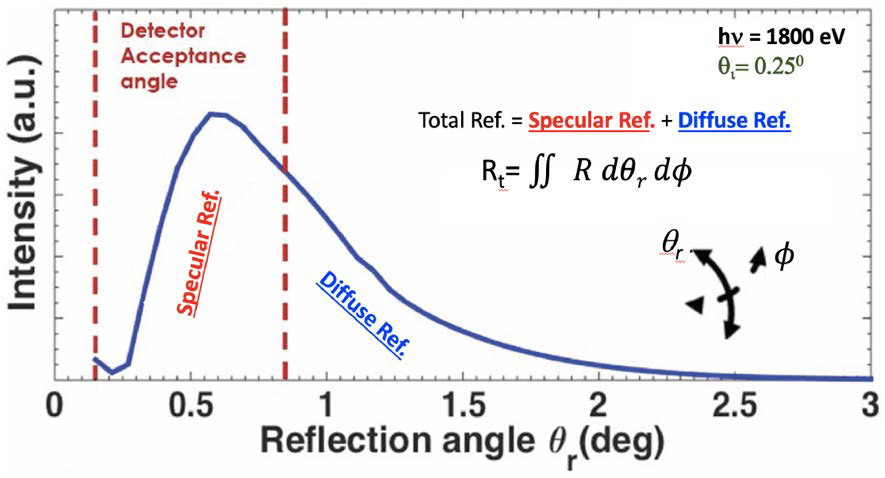 Detector
Acceptance
angle
hν = 1800 eV
θι= 0.25⁰
Total Ref. = Specular Ref. + Diffuse Ref.
Rt= ∬ R dθr dϕ
Specular Ref.
Diffuse Ref.
θr
ϕ
Intensity (a.u.)
0 0.5 1 1.5 2 2.5 3
Reflection angle θr(deg)